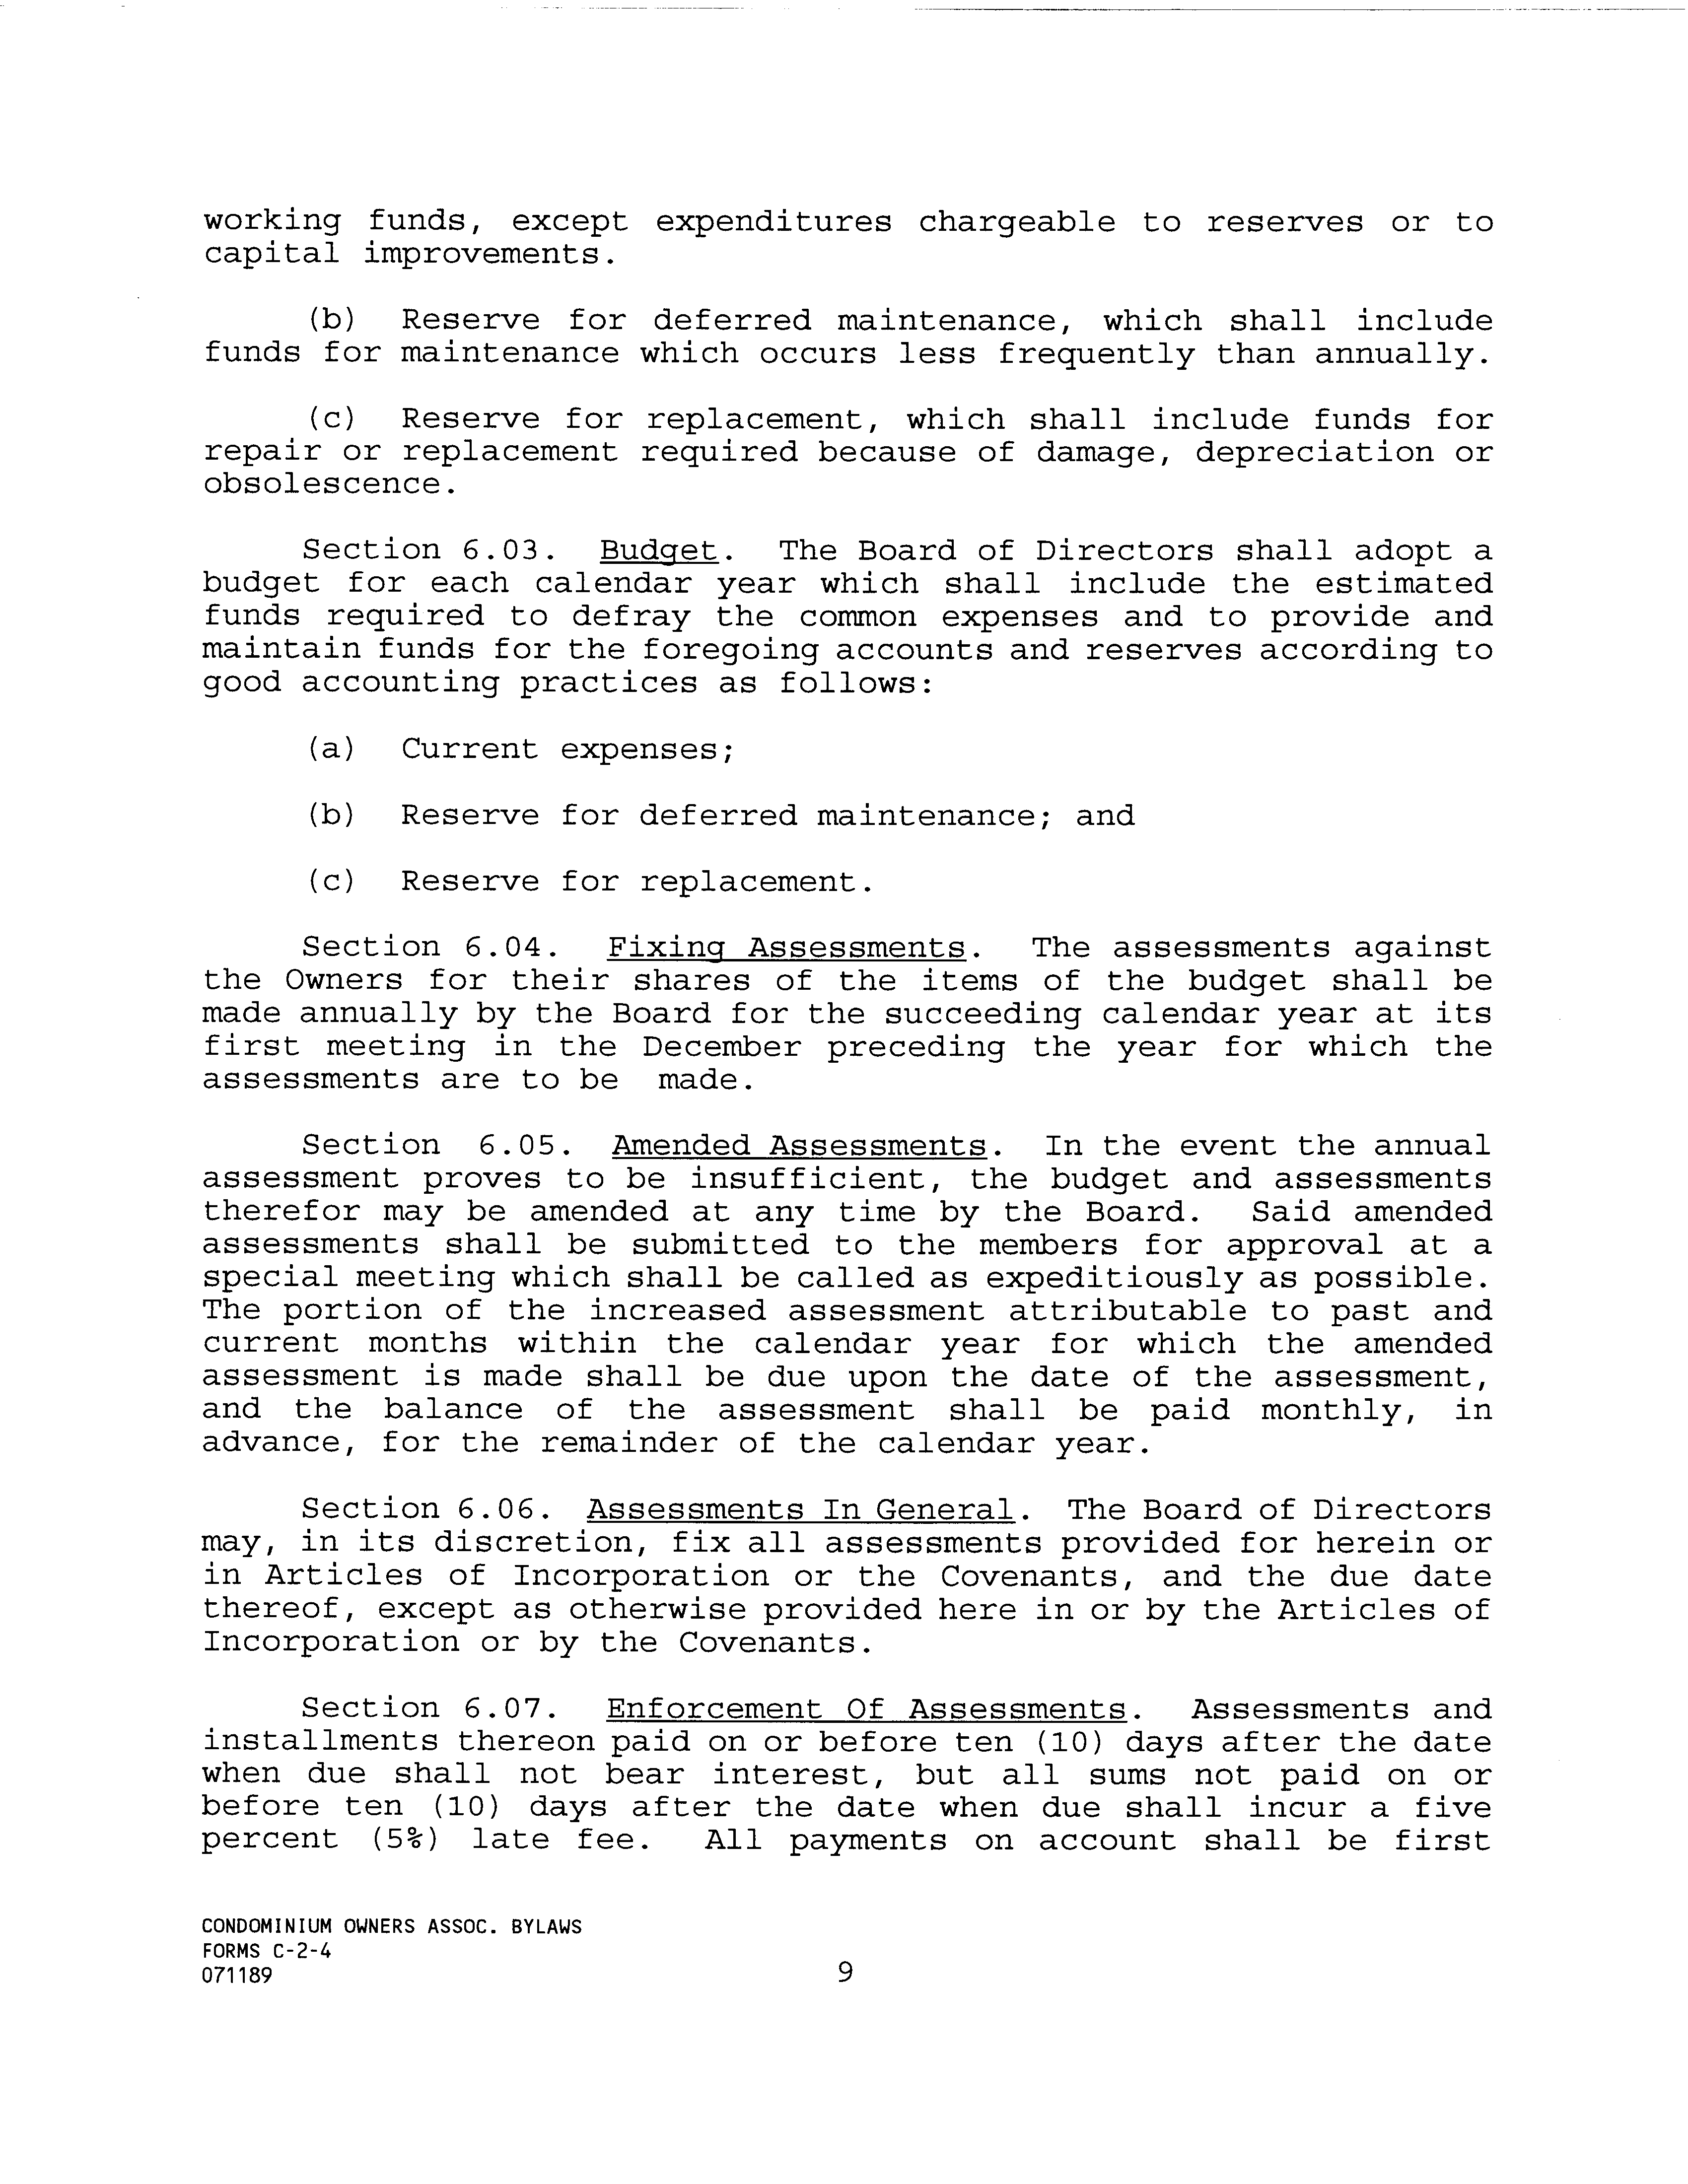 working funds, except expenditures chargeable to reserves or to
capital improvements.
(b) Reserve for deferred maintenance, which shall include
funds for maintenance which occurs less frequently than annually.
(c) Reserve for replacement, which shall include funds for
repair or replacement required because of damage, depreciation or
obsolescence.
Section 6.03. Budget. The Board of Directors shall adopt a
budget for each calendar year which shall include the estimated
funds required to defray the common expenses and to provide and
maintain funds for the foregoing accounts and reserves according to
good accounting practices as follows:
(a) Current expenses;
(b) Reserve for deferred maintenance; and
(c) Reserve for replacement.
Section 6.04. Fixing Assessments. The assessments against
the Owners for their shares of the items of the budget shall be
made annually by the Board for the succeeding calendar year at its
first meeting in the December preceding the year for which the
assessments are to be made.
Section 6.05. Amended Assessments. In the event the annual
assessment proves to be insufficient, the budget and assessments
therefor may be amended at any time by the Board. Said amended
assessments shall be submitted to the members for approval at a
special meeting which shall be called as expeditiously as possible.
The portion of the increased assessment attributable to past and
current months within the calendar year for which the amended
assessment is made shall be due upon the date of the assessment,
and the balance of the assessment shall be paid monthly, in
advance, for the remainder of the calendar year.
Section 6.06. Assessments In General. The Board of Directors
may, in its discretion, fix all assessments provided for herein or
in Articles of Incorporation or the Covenants, and the due date
thereof, except as otherwise provided here in or by the Articles of
Incorporation or by the Covenants.
Section 6.07. Enforcement Of Assessments. Assessments and
installments thereon paid on or before ten (10) days after the date
when due shall not bear interest, but all sums not paid on or
before ten (10) days after the date when due shall incur a five
percent (5%) late fee. All payments on account shall be first
CONDOMINIUM OWNERS ASSOC. BYLAWS
FORMS C-2-4
071189
9